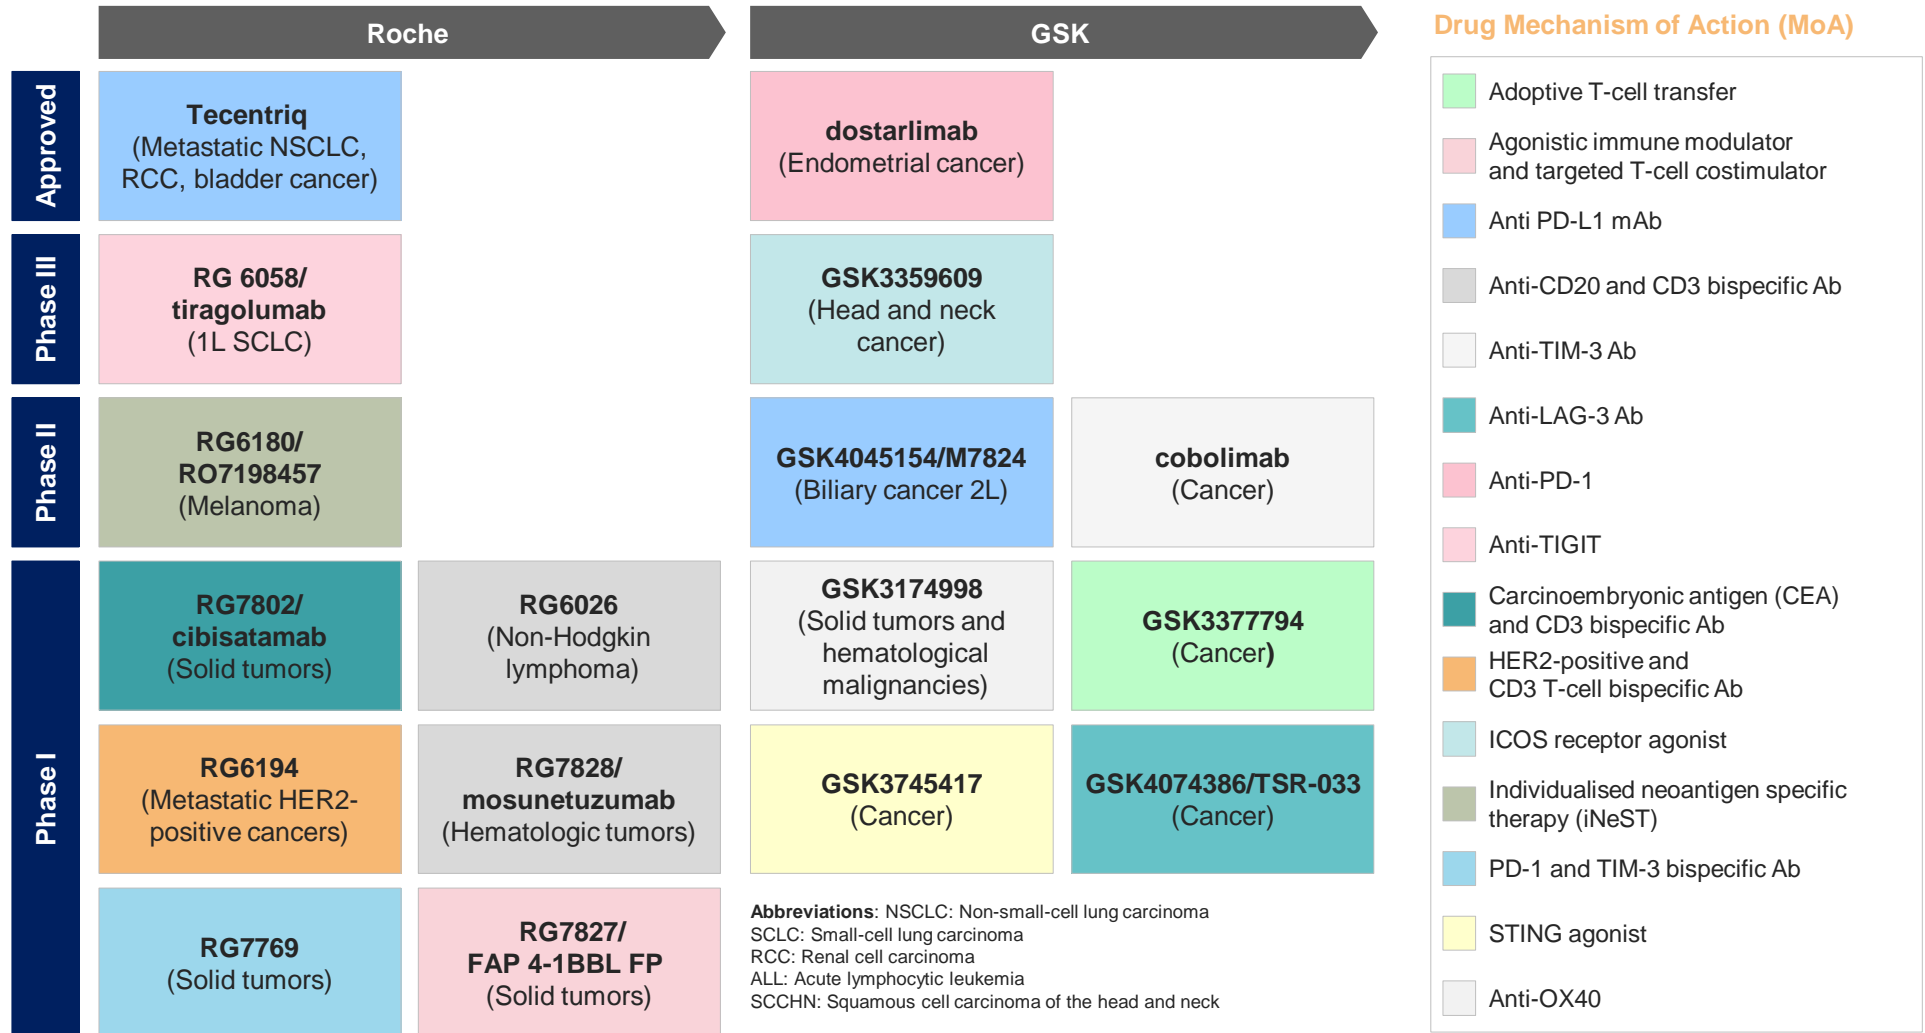 Roche
GSK
Drug Mechanism of Action (MoA)
Approved
Tecentriq
(Metastatic NSCLC,
RCC, bladder cancer)
dostarlimab
(Endometrial cancer)
Phase III
RG 6058/
tiragolumab
(1L SCLC)
GSK3359609
(Head and neck
cancer)
Phase II
RG6180/
RO7198457
(Melanoma)
GSK4045154/M7824
(Biliary cancer 2L)
cobolimab
(Cancer)
Phase I
RG7802/
cibisatamab
(Solid tumors)
RG6026
(Non-Hodgkin
lymphoma)
GSK3174998
(Solid tumors and
hematological
malignancies)
GSK3377794
(Cancer)
RG6194
(Metastatic HER2-
positive cancers)
RG7828/
mosunetuzumab
(Hematologic tumors)
GSK3745417
(Cancer)
GSK4074386/TSR-033
(Cancer)
RG7769
(Solid tumors)
RG7827/
FAP 4-1BBL FP
(Solid tumors)
Abbreviations: NSCLC: Non-small-cell lung carcinoma
SCLC: Small-cell lung carcinoma
RCC: Renal cell carcinoma
ALL: Acute lymphocytic leukemia
SCCHN: Squamous cell carcinoma of the head and neck
Adoptive T-cell transfer
Agonistic immune modulator
and targeted T-cell costimulator
Anti PD-L1 mAb
Anti-CD20 and CD3 bispecific Ab
Anti-TIM-3 Ab
Anti-LAG-3 Ab
Anti-PD-1
Anti-TIGIT
Carcinoembryonic antigen (CEA)
and CD3 bispecific Ab
HER2-positive and
CD3 T-cell bispecific Ab
ICOS receptor agonist
Individualised neoantigen specific
therapy (iNeST)
PD-1 and TIM-3 bispecific Ab
STING agonist
Anti-OX40